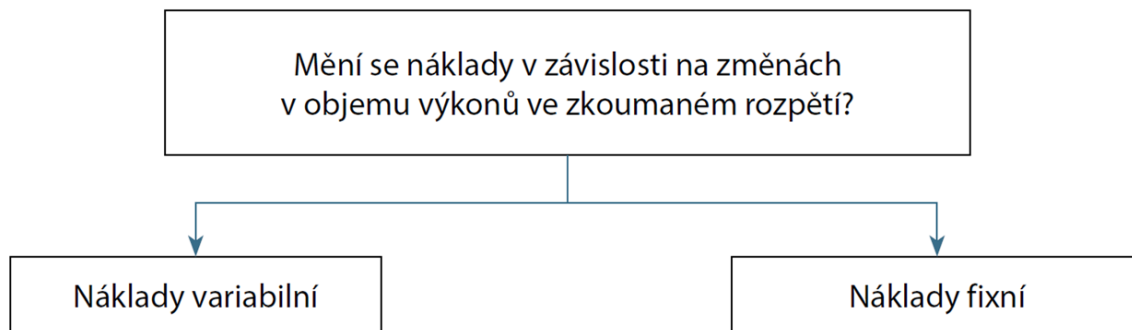 Mění se náklady v závislosti na změnách
v objemu výkonů ve zkoumaném rozpětí?
Náklady variabilní
Náklady fixní